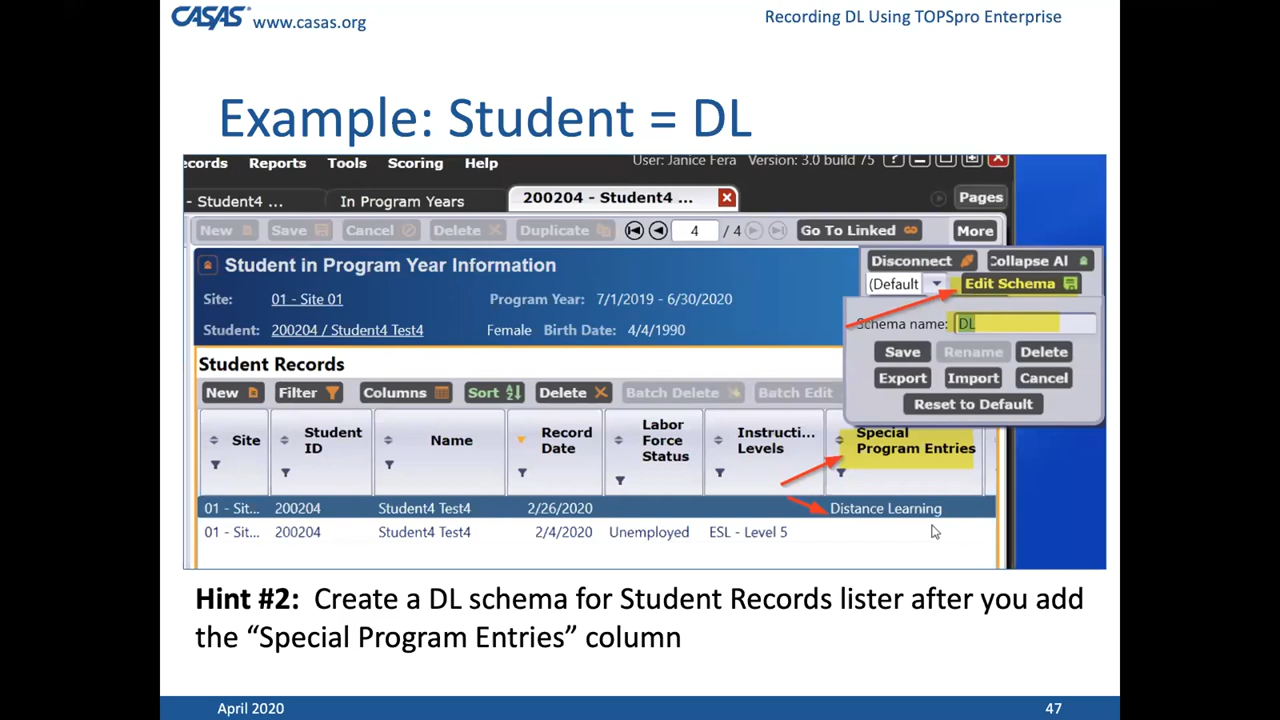 CASAS www.casas.org
Recording DL Using TOPSpro Enterprise
Example: Student = DL
ecords Reports Tools Scoring Help User: Janice Fera Version: 3.0 build 75 ?
- Student4 ... In Program Years 200204 - Student4 ... Pages
New Save Cancel Delete Duplicate 4 / 4 Go To Linked More
Student in Program Year Information
Disconnect Collapse Al
(Default Edit Schema
Site: 01 - Site 01 Program Year: 7/1/2019 - 6/30/2020
Schema name: DL
Student: 200204 / Student4 Test4 Female Birth Date: 4/4/1990
Save Rename Delete
Student Records
Export Import Cancel
New Filter Columns Sort Delete Batch Delete Batch Edit
Reset to Default
Site
Student ID
Name
Record Date
Labor Force Status
Instructi... Levels
Special Program Entries
01 - Sit... 200204 Student4 Test4 2/26/2020 Distance Learning
01 - Sit... 200204 Student4 Test4 2/4/2020 Unemployed ESL - Level 5
Hint #2: Create a DL schema for Student Records lister after you add
the “Special Program Entries” column
April 2020
47